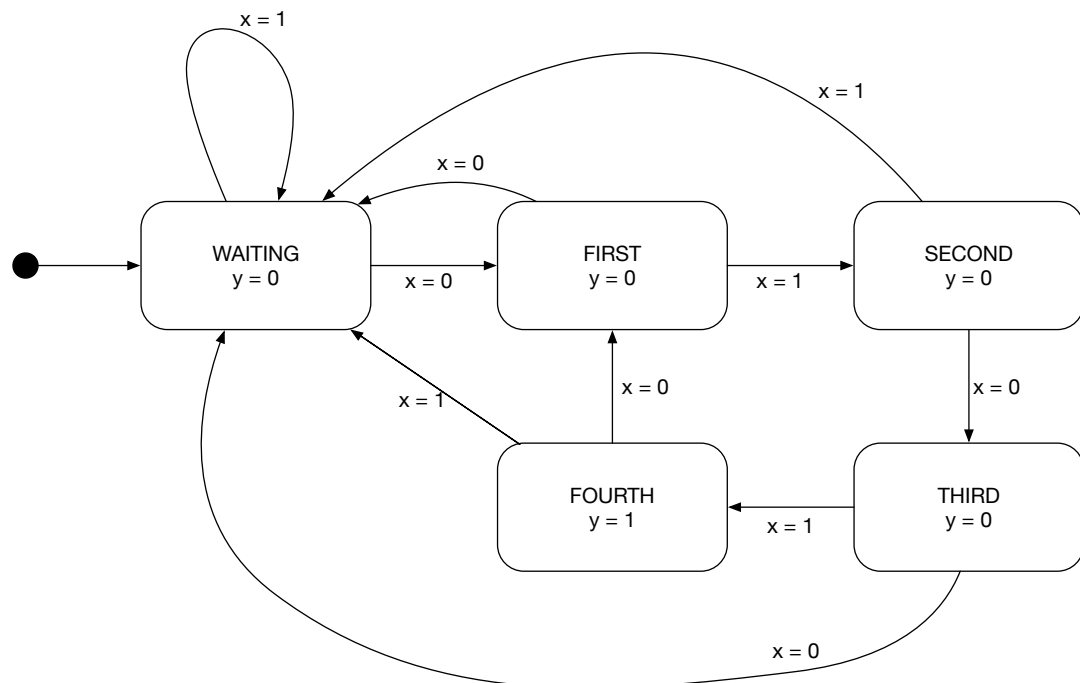 x = 1
x = 1
x = 0
WAITING
y = 0
x = 0
FIRST
y = 0
x = 1
SECOND
y = 0
x = 1
x = 0
x = 0
FOURTH
y = 1
x = 1
THIRD
y = 0
x = 0